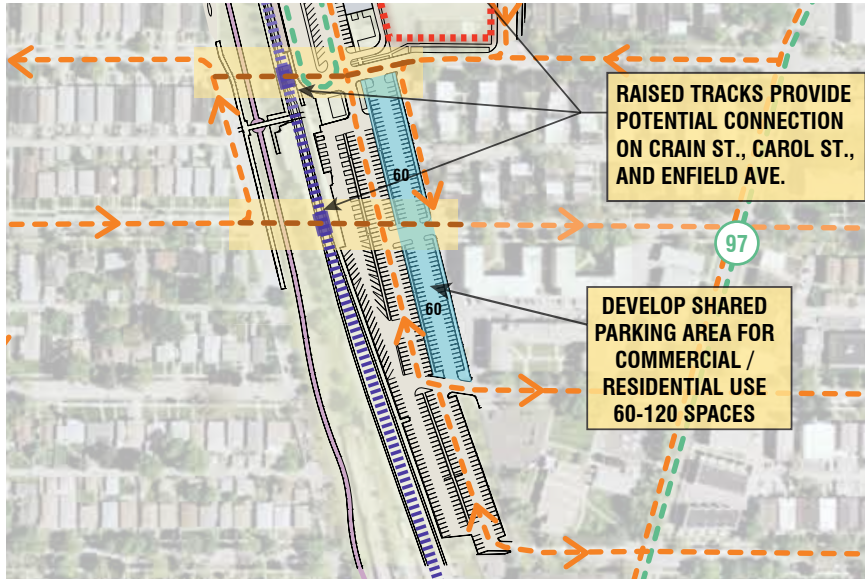 RAISED TRACKS PROVIDE
POTENTIAL CONNECTION
ON CRAIN ST., CAROL ST.,
AND ENFIELD AVE.
60
97
60
DEVELOP SHARED
PARKING AREA FOR
COMMERCIAL /
RESIDENTIAL USE
60-120 SPACES